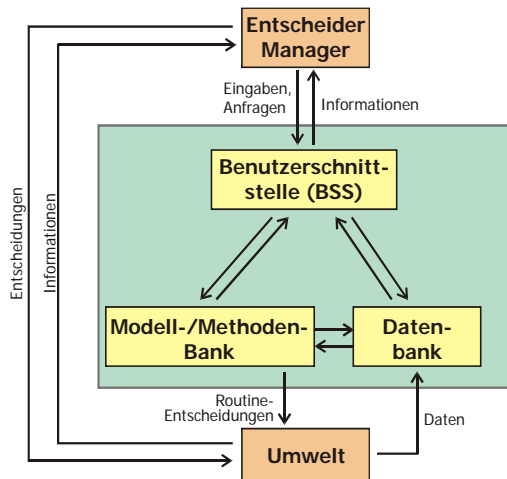 Entscheider
Manager
Eingaben,
Anfragen
Informationen
Benutzerschnitt-
stelle (BSS)
Entscheidungen
Informationen
Modell-/Methoden-
Bank
Daten-
bank
Routine-
Entscheidungen
Daten
Umwelt